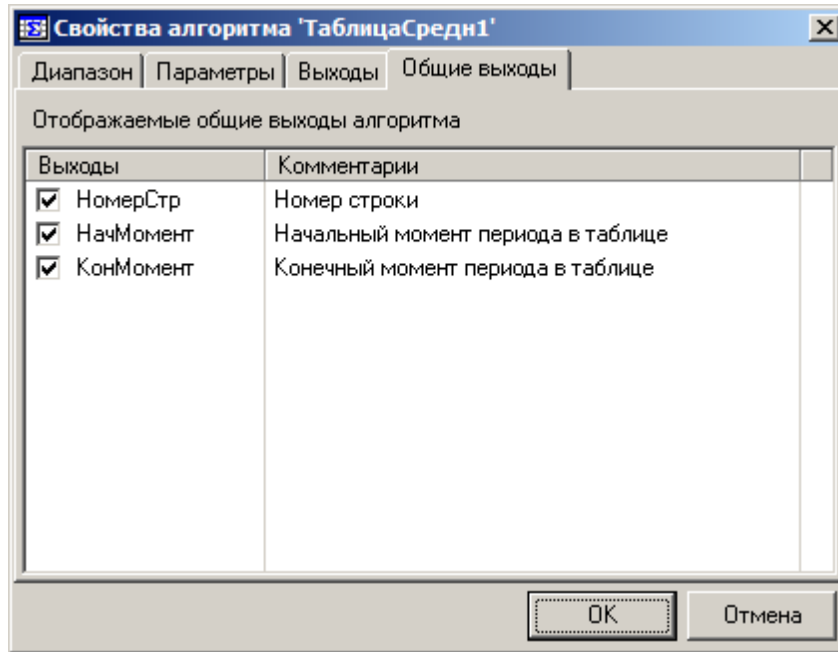 Свойства алгоритма 'ТаблицаСредн1'
Диапазон Параметры Выходы Общие выходы
Отображаемые общие выходы алгоритма
Выходы Комментарии
НомерСтр Номер строки
НачМомент Начальный момент периода в таблице
КонМомент Конечный момент периода в таблице
OK Отмена